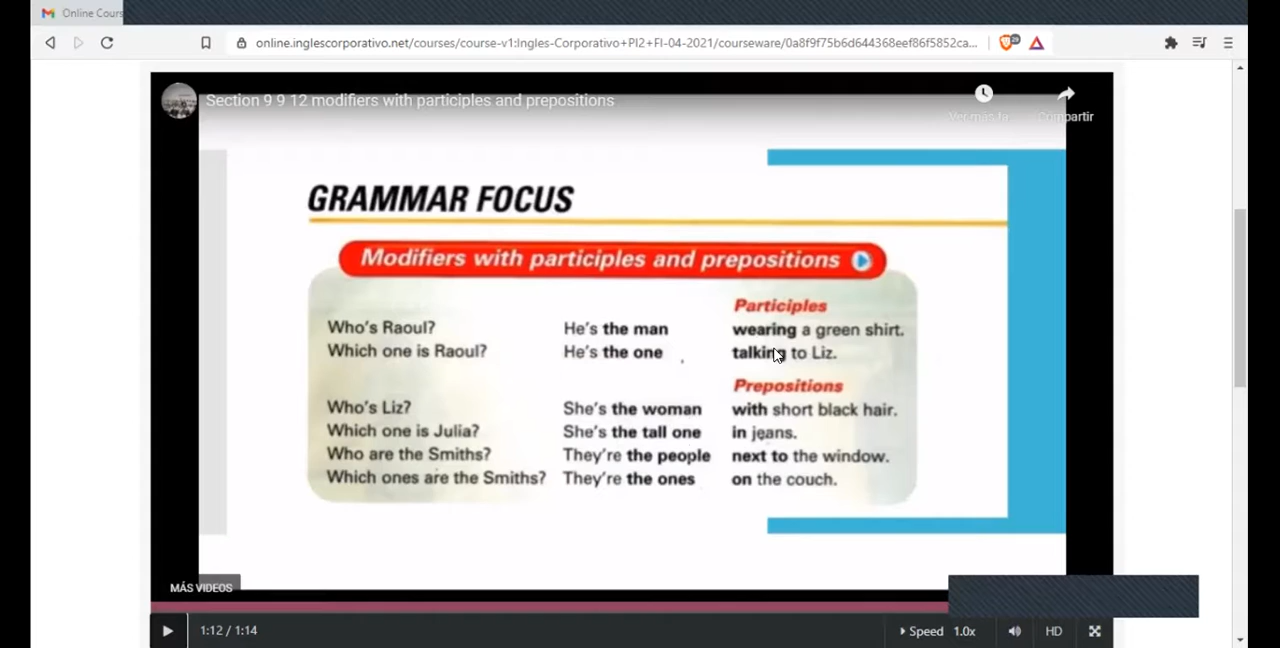 Online Cours
online.inglescorporativo.net/courses/course-v1:Ingles-Corporativo+PI2+FI-04-2021/courseware/0a8f9f75b6d644368eef86f5852ca...
Section 9 9 12 modifiers with participles and prepositions
Compartir
GRAMMAR FOCUS
Modifiers with participles and prepositions
Participles
Who's Raoul? He's the man wearing a green shirt.
Which one is Raoul? He's the one talking to Liz.
Prepositions
Who's Liz? She's the woman with short black hair.
Which one is Julia? She's the tall one in jeans.
Who are the Smiths? They're the people next to the window.
Which ones are the Smiths? They're the ones on the couch.
MÁS VIDEOS
1:12 / 1:14
Speed 1.0x
HD